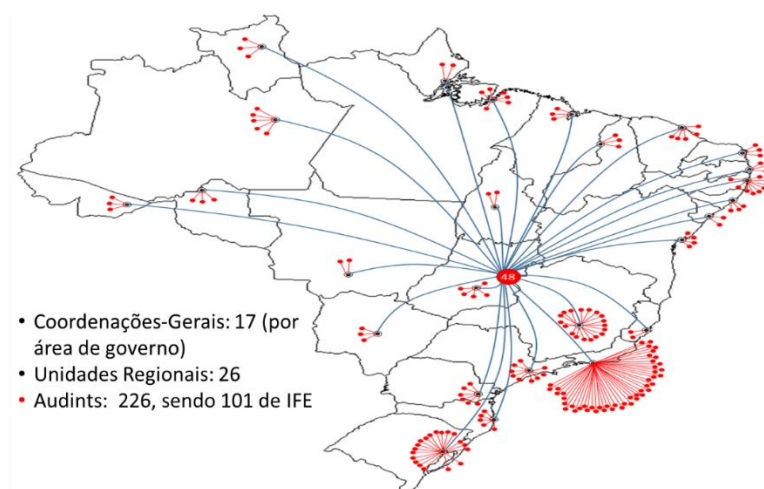 48
• Coordenações-Gerais: 17 (por
área de governo)
• Unidades Regionais: 26
• Audints:  226, sendo 101 de IFE